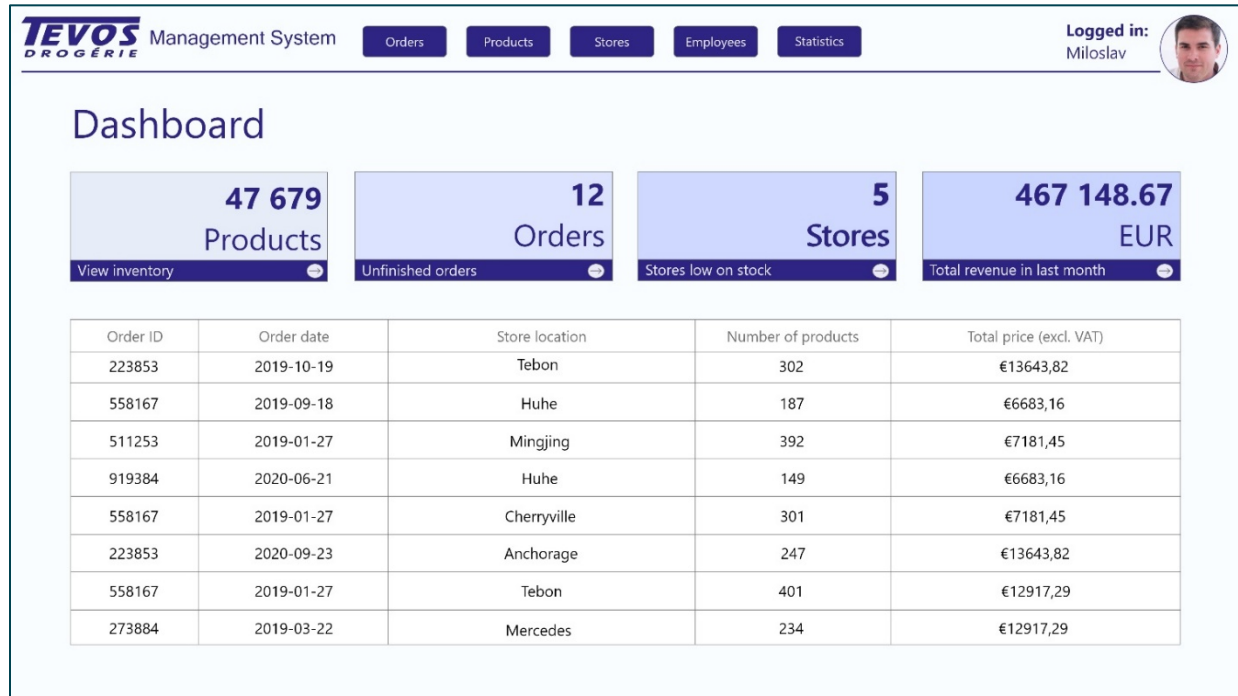 TEVOS DROGÉRIE Management System Orders Products Stores Employees Statistics Logged in: Miloslav
Dashboard
47 679 Products
View inventory
12 Orders
Unfinished orders
5 Stores
Stores low on stock
467 148.67 EUR
Total revenue in last month
Order ID Order date Store location Number of products Total price (excl. VAT)
223853 2019-10-19 Tebon 302 €13643,82
558167 2019-09-18 Huhe 187 €6683,16
511253 2019-01-27 Mingjing 392 €7181,45
919384 2020-06-21 Huhe 149 €6683,16
558167 2019-01-27 Cherryville 301 €7181,45
223853 2020-09-23 Anchorage 247 €13643,82
558167 2019-01-27 Tebon 401 €12917,29
273884 2019-03-22 Mercedes 234 €12917,29